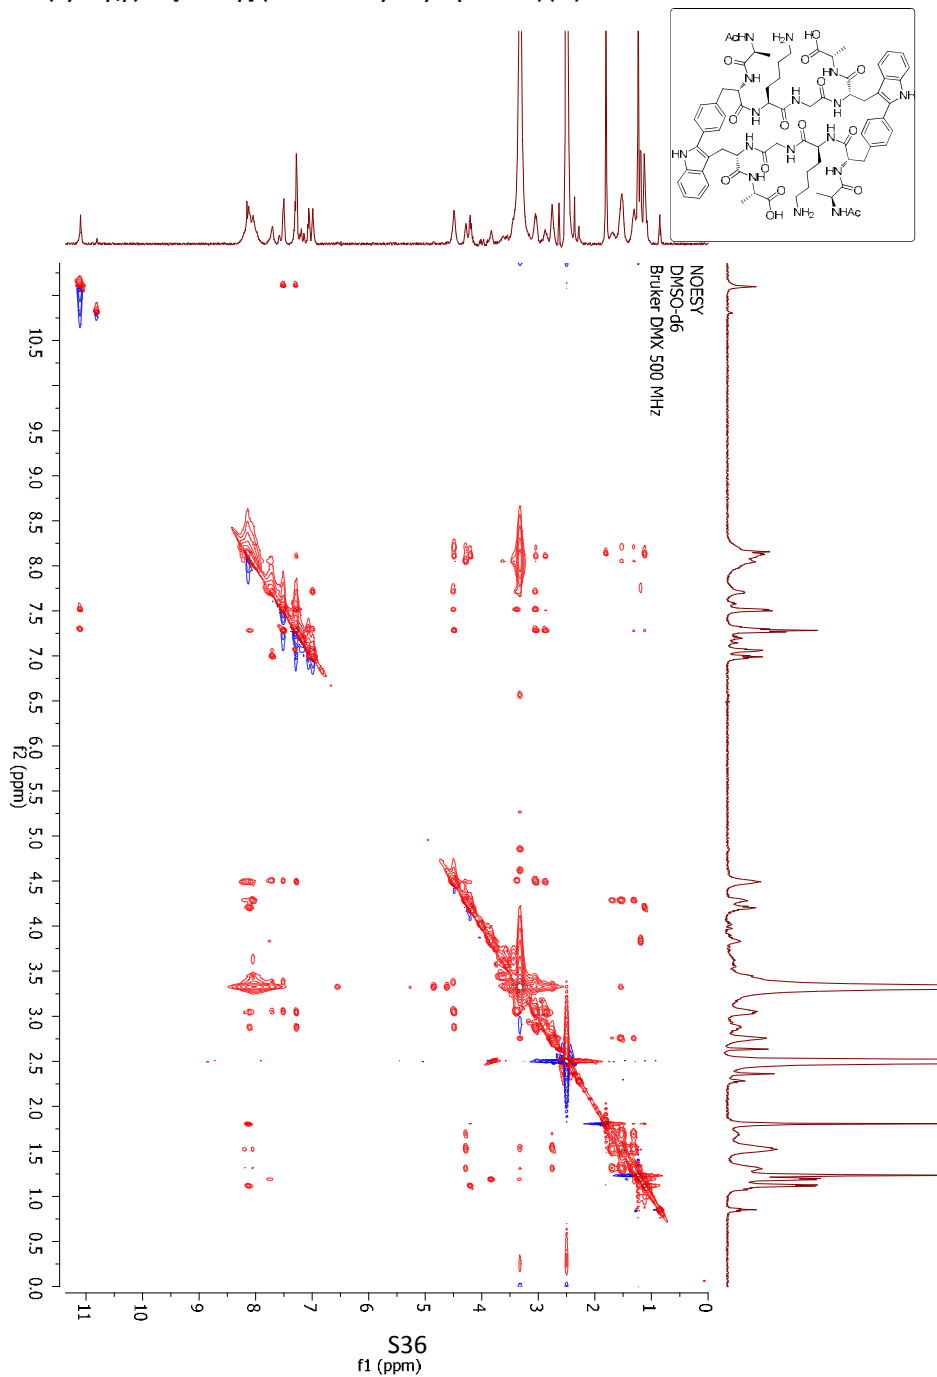 AcHN
H₂N
HO
O
O
O
O
NH
O
HN
O
NH
O
N
H
HN
O
N
H
HN
O
H
N
O
NH
O
H
N
O
O
NH
O
NH
O
O
OH
NH₂
NHAc
NOESY
DMSO-d6
Bruker DMX 500 MHz
10.5
9.5
9.0
8.5
8.0
7.5
7.0
6.5
6.0
5.5
5.0
4.5
4.0
3.5
3.0
2.5
2.0
1.5
1.0
0.5
0.0
f2 (ppm)
11
10
9
8
7
6
5
4
3
2
1
0
S36
f1 (ppm)